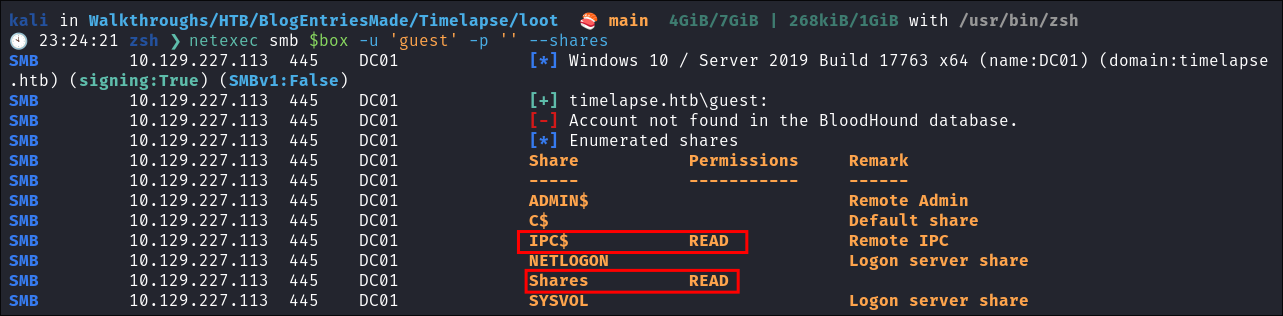 kali in Walkthroughs/HTB/BlogEntriesMade/Timelapse/loot 🍣 main 4GiB/7GiB | 268kiB/1GiB with /usr/bin/zsh
🕙 23:24:21 zsh ❯ netexec smb $box -u 'guest' -p '' --shares
SMB 10.129.227.113 445 DC01 [*] Windows 10 / Server 2019 Build 17763 x64 (name:DC01) (domain:timelapse
.htb) (signing:True) (SMBv1:False)
SMB 10.129.227.113 445 DC01 [+] timelapse.htb\guest:
SMB 10.129.227.113 445 DC01 [-] Account not found in the BloodHound database.
SMB 10.129.227.113 445 DC01 [*] Enumerated shares
SMB 10.129.227.113 445 DC01 Share Permissions Remark
SMB 10.129.227.113 445 DC01 ----- ----------- ------
SMB 10.129.227.113 445 DC01 ADMIN$ Remote Admin
SMB 10.129.227.113 445 DC01 C$ Default share
SMB 10.129.227.113 445 DC01 IPC$ READ Remote IPC
SMB 10.129.227.113 445 DC01 NETLOGON Logon server share
SMB 10.129.227.113 445 DC01 Shares READ
SMB 10.129.227.113 445 DC01 SYSVOL Logon server share